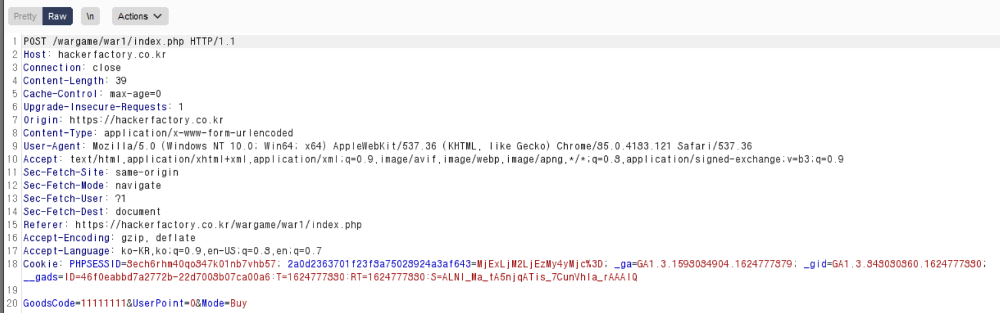 Pretty Raw \n Actions
1 POST /wargame/war1/index.php HTTP/1.1
2 Host: hackerfactory.co.kr
3 Connection: close
4 Content-Length: 39
5 Cache-Control: max-age=0
6 Upgrade-Insecure-Requests: 1
7 Origin: https://hackerfactory.co.kr
8 Content-Type: application/x-www-form-urlencoded
9 User-Agent: Mozilla/5.0 (Windows NT 10.0; Win64; x64) AppleWebKit/537.36 (KHTML, like Gecko) Chrome/85.0.4183.121 Safari/537.36
10 Accept: text/html,application/xhtml+xml,application/xml;q=0.9,image/avif,image/webp,image/apng,*/*;q=0.8,application/signed-exchange;v=b3;q=0.9
11 Sec-Fetch-Site: same-origin
12 Sec-Fetch-Mode: navigate
13 Sec-Fetch-User: ?1
14 Sec-Fetch-Dest: document
15 Referer: https://hackerfactory.co.kr/wargame/war1/index.php
16 Accept-Encoding: gzip, deflate
17 Accept-Language: ko-KR,ko;q=0.9,en-US;q=0.8,en;q=0.7
18 Cookie: PHPSESSID=8ech6rhm40qo847k01nb7vhb57; 2a0d2363701f23f8a75028924a3af643=MjExLjM2LjEzMy4yMjc%3D; _ga=GA1.3.1598084904.1624777879; _gid=GA1.3.848080860.1624777880;
__gads=ID=46f0eabbd7a2772b-22d7008b07ca00a6:T=1624777880:RT=1624777880:S=ALNI_Ma_tA5njqATis_7CunVhIa_rAAAIQ
19
20 GoodsCode=11111111&UserPoint=0&Mode=Buy